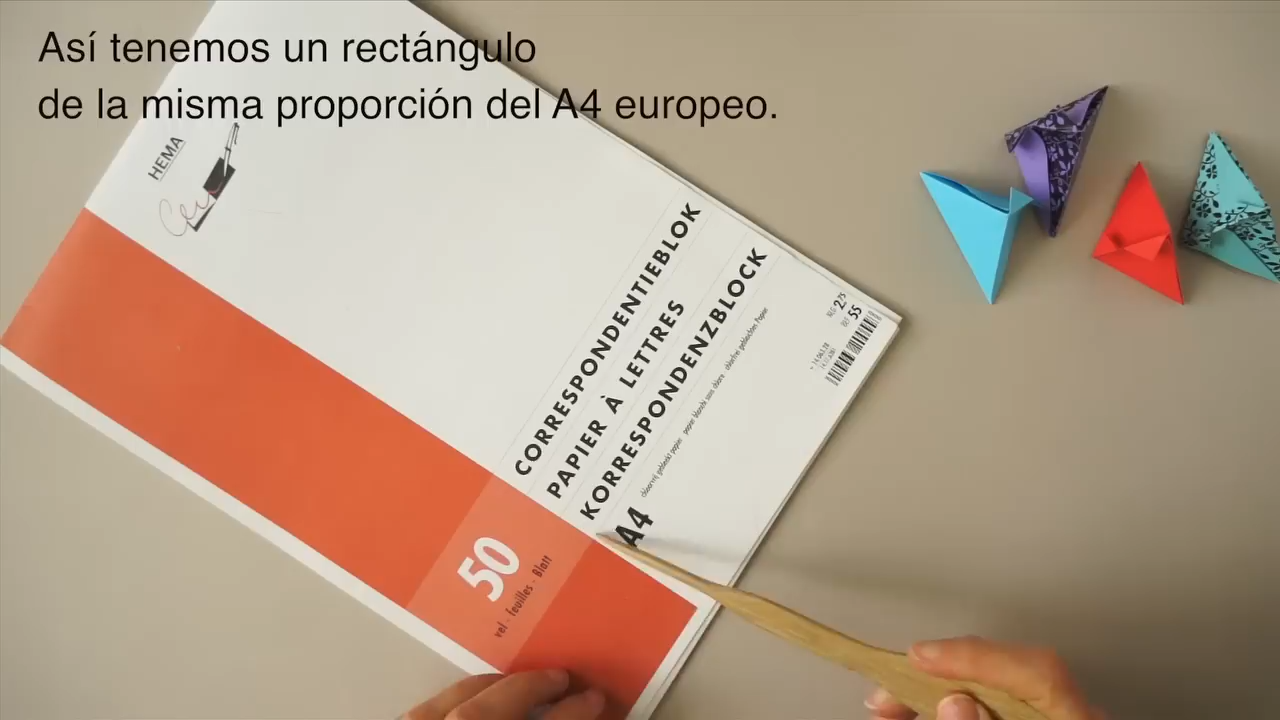 Así tenemos un rectángulo
de la misma proporción del A4 europeo.
HEMA
CORRESPONDENTIEBLOK
PAPIER À LETTRES
KORRESPONDENZBLOCK
A4
50
vel - feuilles - Blatt